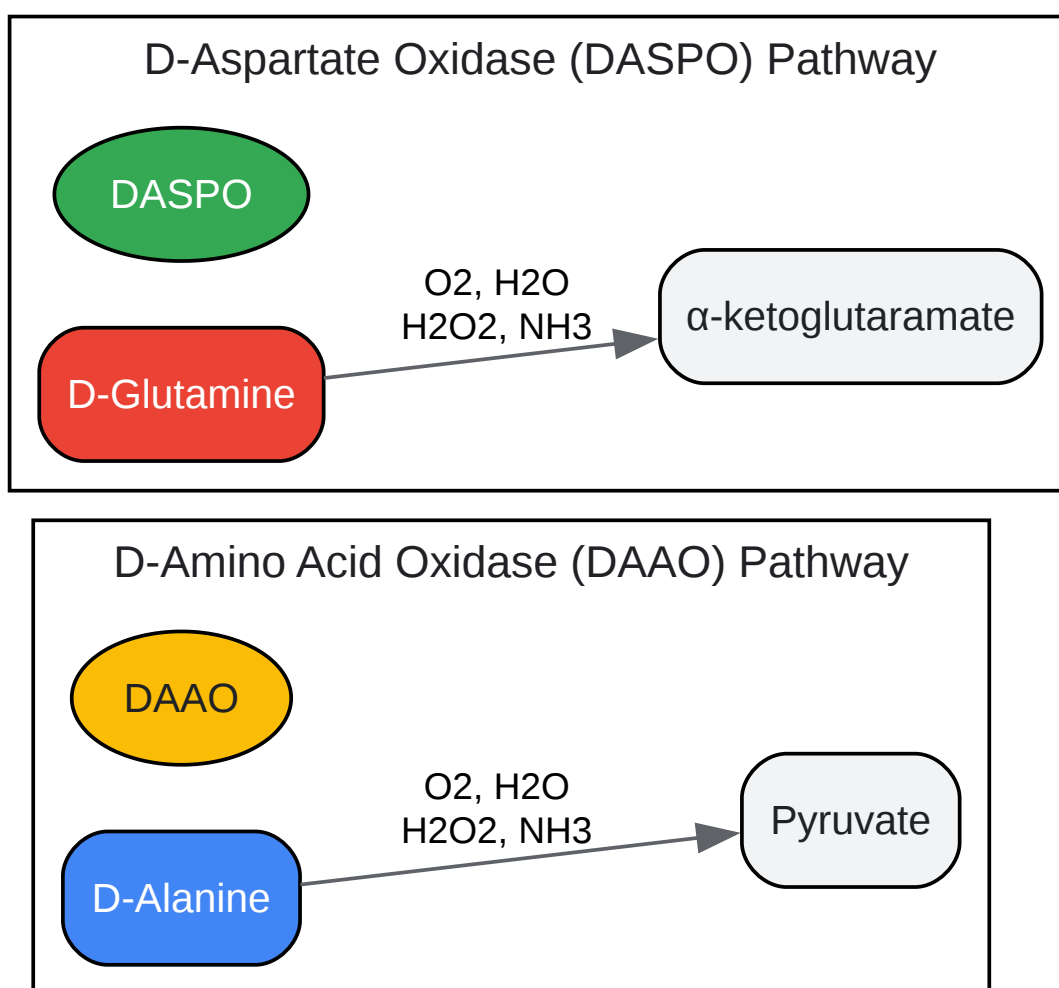 D-Aspartate Oxidase (DASPO) Pathway
DASPO
O2, H2O
H2O2, NH3
α-ketoglutaramate
D-Glutamine
D-Amino Acid Oxidase (DAAO) Pathway
DAAO
O2, H2O
H2O2, NH3
Pyruvate
D-Alanine